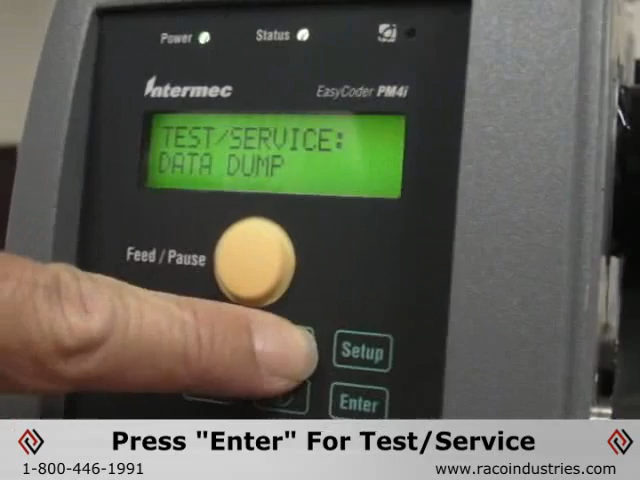 Power Status
Intermec EasyCoder PM4i
TEST/SERVICE:
DATA DUMP
Feed / Pause
Setup
Enter
Press "Enter" For Test/Service
1-800-446-1991 www.racoindustries.com